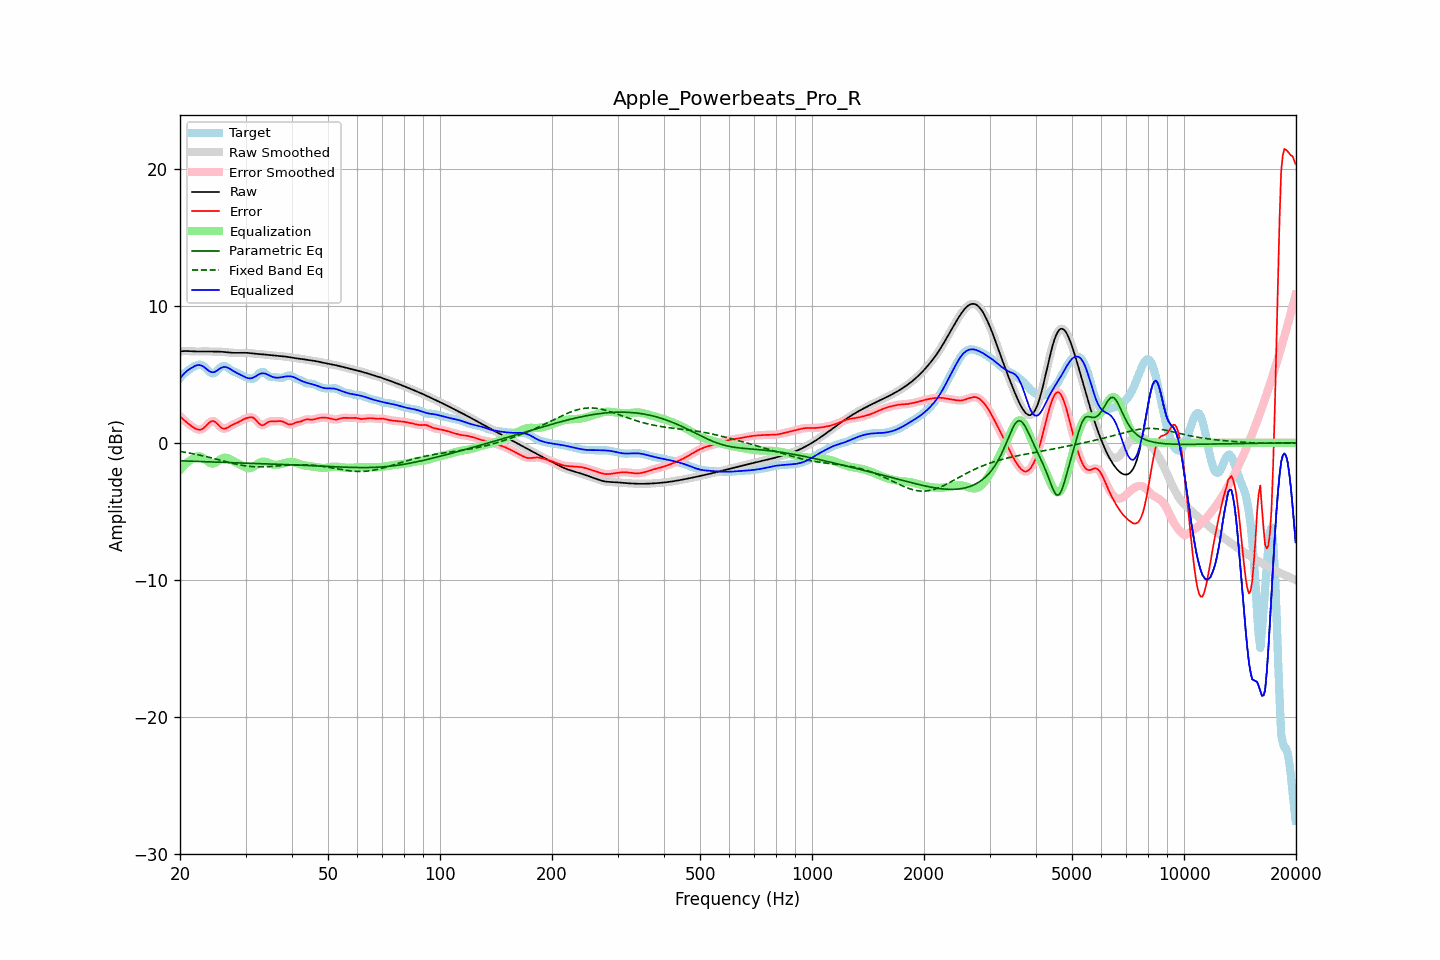 Apple_Powerbeats_Pro_R
Target
Raw Smoothed
Error Smoothed
Raw
Error
Equalization
Parametric Eq
Fixed Band Eq
Equalized
20
10
0
−10
−20
−30
Amplitude (dBr)
20
50
100
200
500
1000
2000
5000
10000
20000
Frequency (Hz)